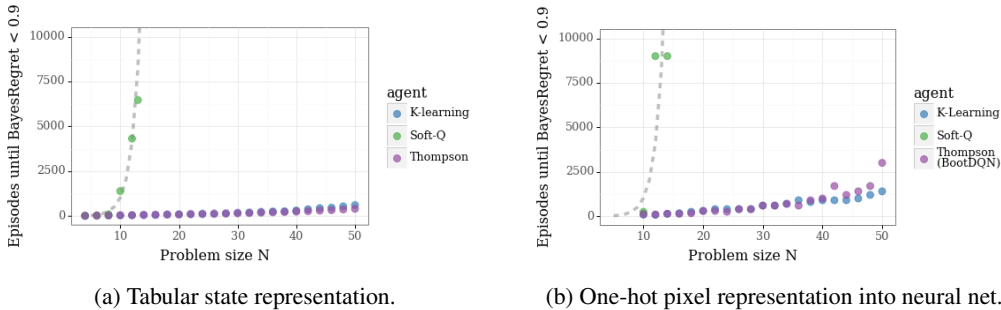 Episodes until BayesRegret < 0.9
10000
7500
5000
2500
0
10
20
30
40
50
Problem size N
agent
K-learning
Soft-Q
Thompson
(a) Tabular state representation.
Episodes until BayesRegret < 0.9
10000
7500
5000
2500
0
10
20
30
40
50
Problem size N
agent
K-Learning
Soft-Q
Thompson
(BootDQN)
(b) One-hot pixel representation into neural net.